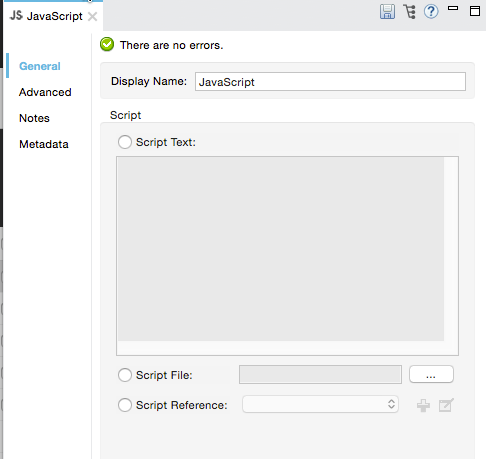 JS JavaScript
There are no errors.
General
Advanced
Notes
Metadata
Display Name: JavaScript
Script
Script Text:
Script File: ...
Script Reference: